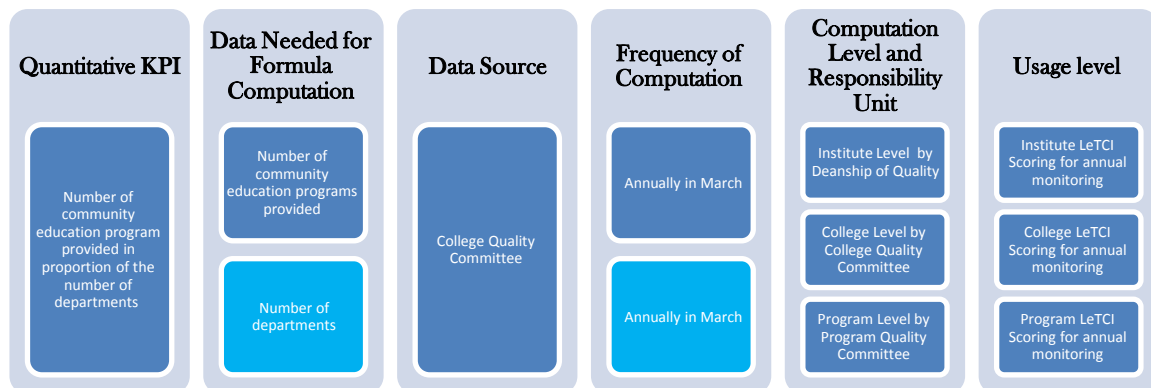 Quantitative KPI
Number of
community
education program
provided in
proportion of the
number of
departments
Data Needed for
Formula
Computation
Number of
community
education programs
provided
Number of
departments
Data Source
College Quality
Committee
Frequency of
Computation
Annually in March
Annually in March
Computation
Level and
Responsibility
Unit
Institute Level by
Deanship of Quality
College Level by
College Quality
Committee
Program Level by
Program Quality
Committee
Usage level
Institute LeTCI
Scoring for annual
monitoring
College LeTCI
Scoring for annual
monitoring
Program LeTCI
Scoring for annual
monitoring